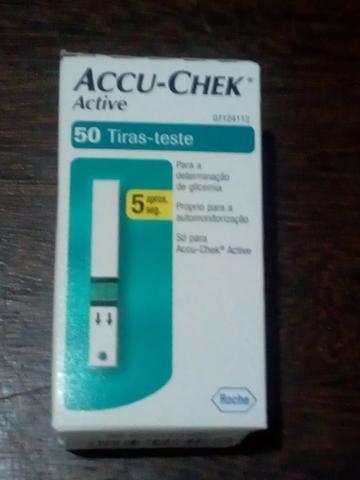 ACCU-CHEK®
Active
07124112
50 Tiras-teste
Para a
determinação
de glicemia
5 aprox. seg.
Próprio para a
automonitorização
Só para
Accu-Chek® Active
Roche